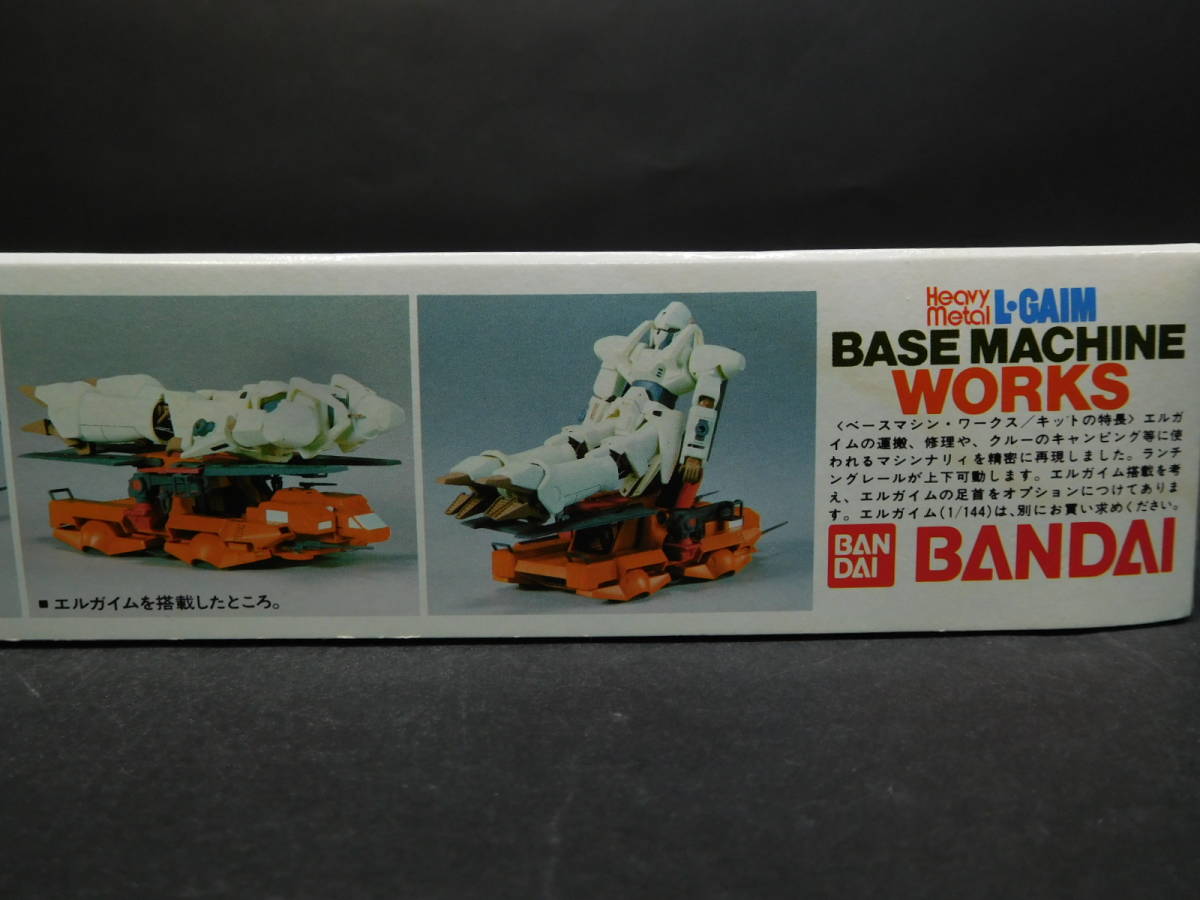 Heavy Metal L·GAIM
BASE MACHINE
WORKS
〈ベースマシン・ワークス/キットの特長〉エルガ
イムの運搬、修理や、クルーのキャンピング等に使
われるマシンナリィを精密に再現しました。ランチ
ングレールが上下可動します。エルガイム搭載を考
え、エルガイムの足首をオプションにつけてありま
す。エルガイム(1/144)は、別にお買い求めください。
BAN
DAI
BANDAI
■エルガイムを搭載したところ。